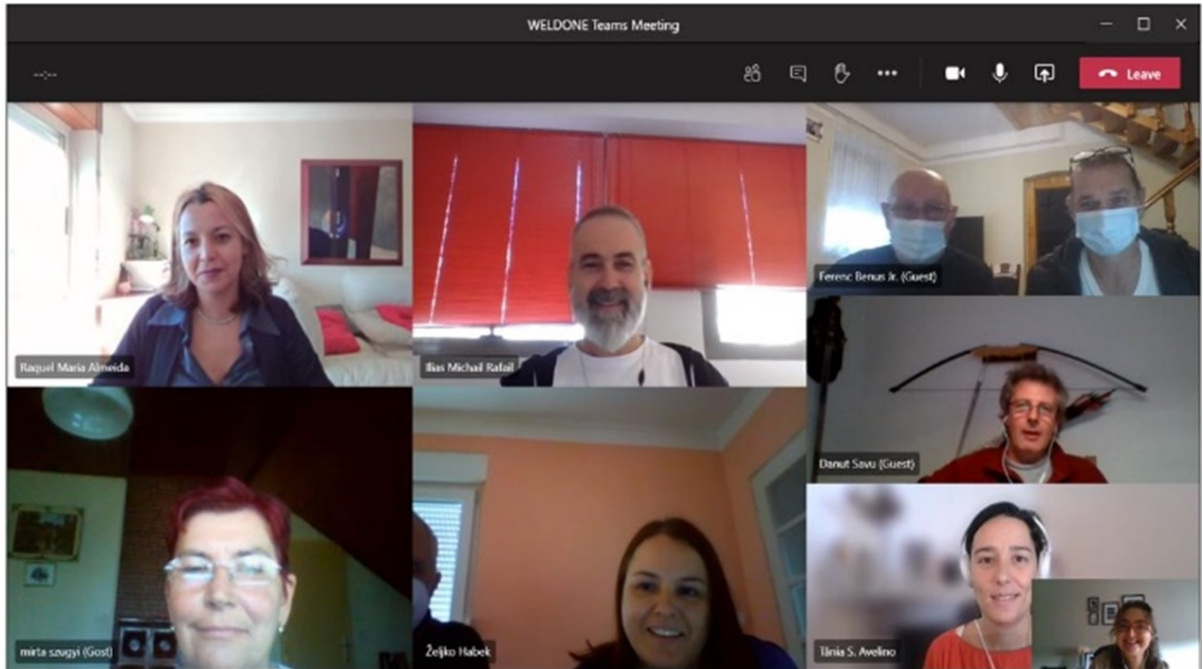 WELDONE Teams Meeting
--:--
Leave
Raquel Maria Almeida
Ilias Michail Rafail
Ferenc Benus Jr. (Guest)
Danut Savu (Guest)
mirta szugyi (Gost)
Željko Habek
Tânia S. Avelino